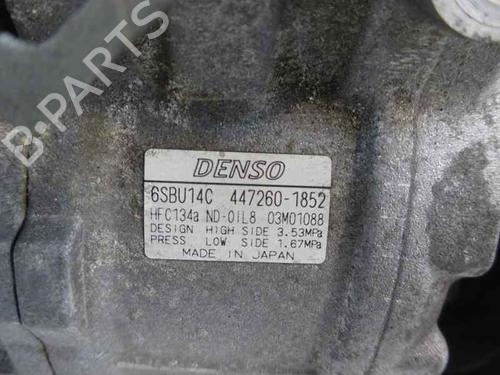 B-PARTS
DENSO
6SBU14C 447260-1852
HFC134a ND-OIL8 03M01088
DESIGN HIGH SIDE 3.53MPa
PRESS LOW SIDE 1.67MPa
MADE IN JAPAN